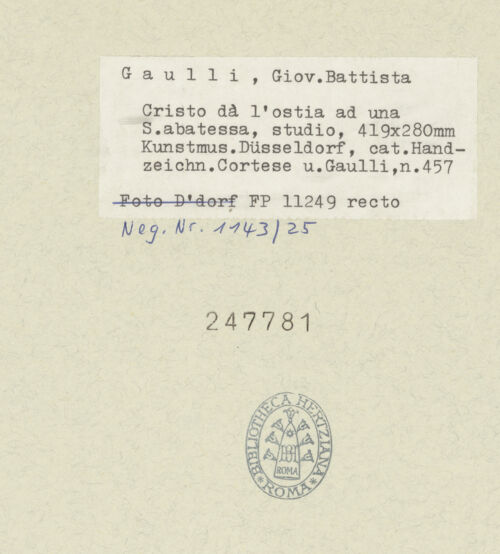 G a u l l i , Giov.Battista
Cristo dà l'ostia ad una
S.abatessa, studio, 419x280mm
Kunstmus.Düsseldorf, cat.Hand-
zeichn.Cortese u.Gaulli,n.457
Foto D'dorf FP 11249 recto
Neg. Nr. 1143/25
247781
BIBLIOTHECA HERTZIANA
ROMA
ROMA